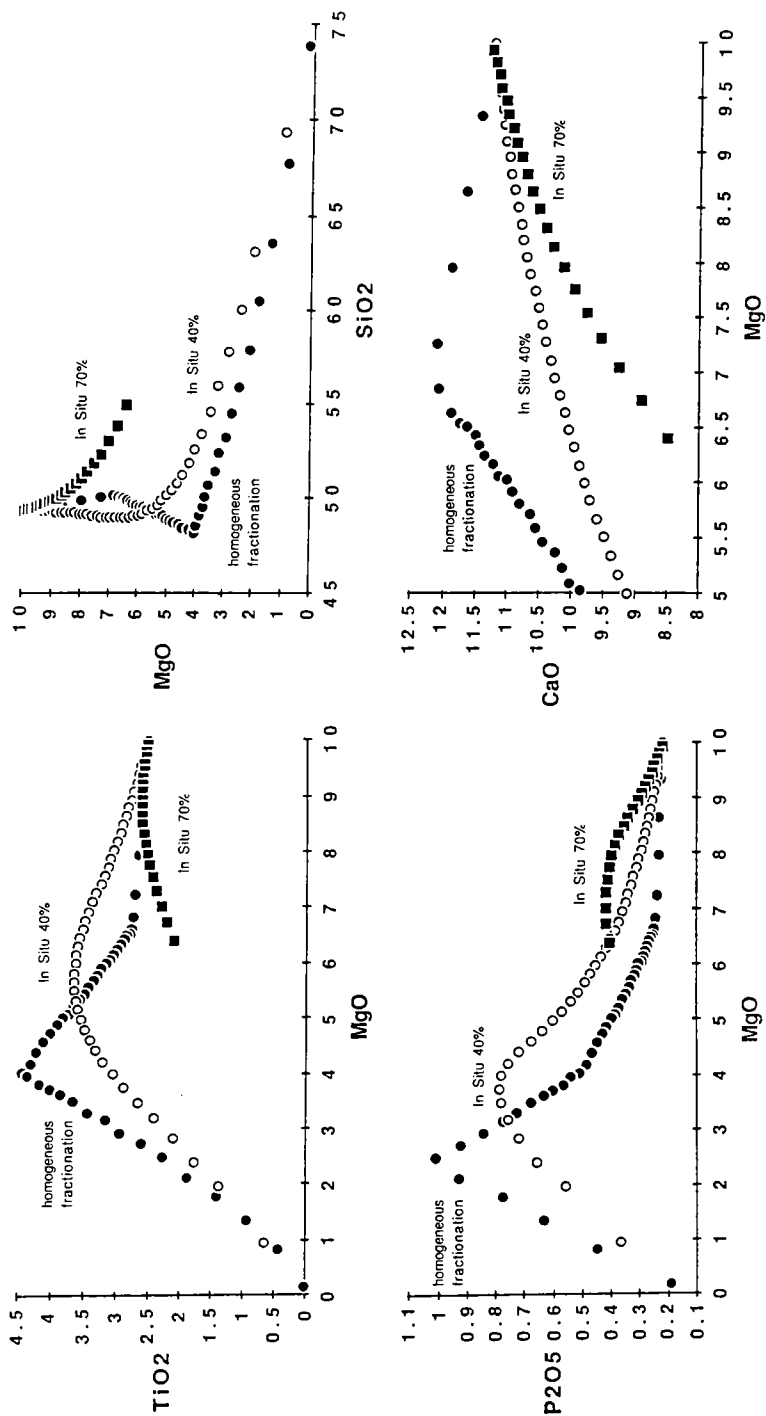 4.5
4
3.5
3
2.5
2
1.5
1
0.5
0
TiO2
homogeneous
fractionation
In Situ 40%
In Situ 70%
0 1 2 3 4 5 6 7 8 9 10
MgO
10
9
8
7
6
5
4
3
2
1
0
MgO
In Situ 70%
In Situ 40%
homogeneous
fractionation
45 50 55 60 65 70 75
SiO2
1.1
1
0.9
0.8
0.7
0.6
0.5
0.4
0.3
0.2
0.1
P2O5
homogeneous
fractionation
In Situ 40%
In Situ 70%
0 1 2 3 4 5 6 7 8 9 10
MgO
12.5
12
11.5
11
10.5
10
9.5
9
8.5
8
CaO
homogeneous
fractionation
In Situ 40%
In Situ 70%
5 5.5 6 6.5 7 7.5 8 8.5 9 9.5 10
MgO